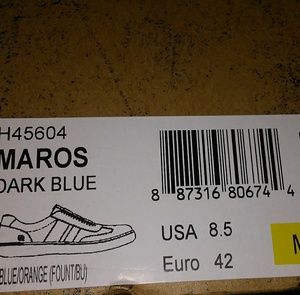 H45604
MAROS
DARK BLUE
8 87316 80674 4
USA 8.5
Euro 42
BLUE/ORANGE (FOUNT/BU)
M